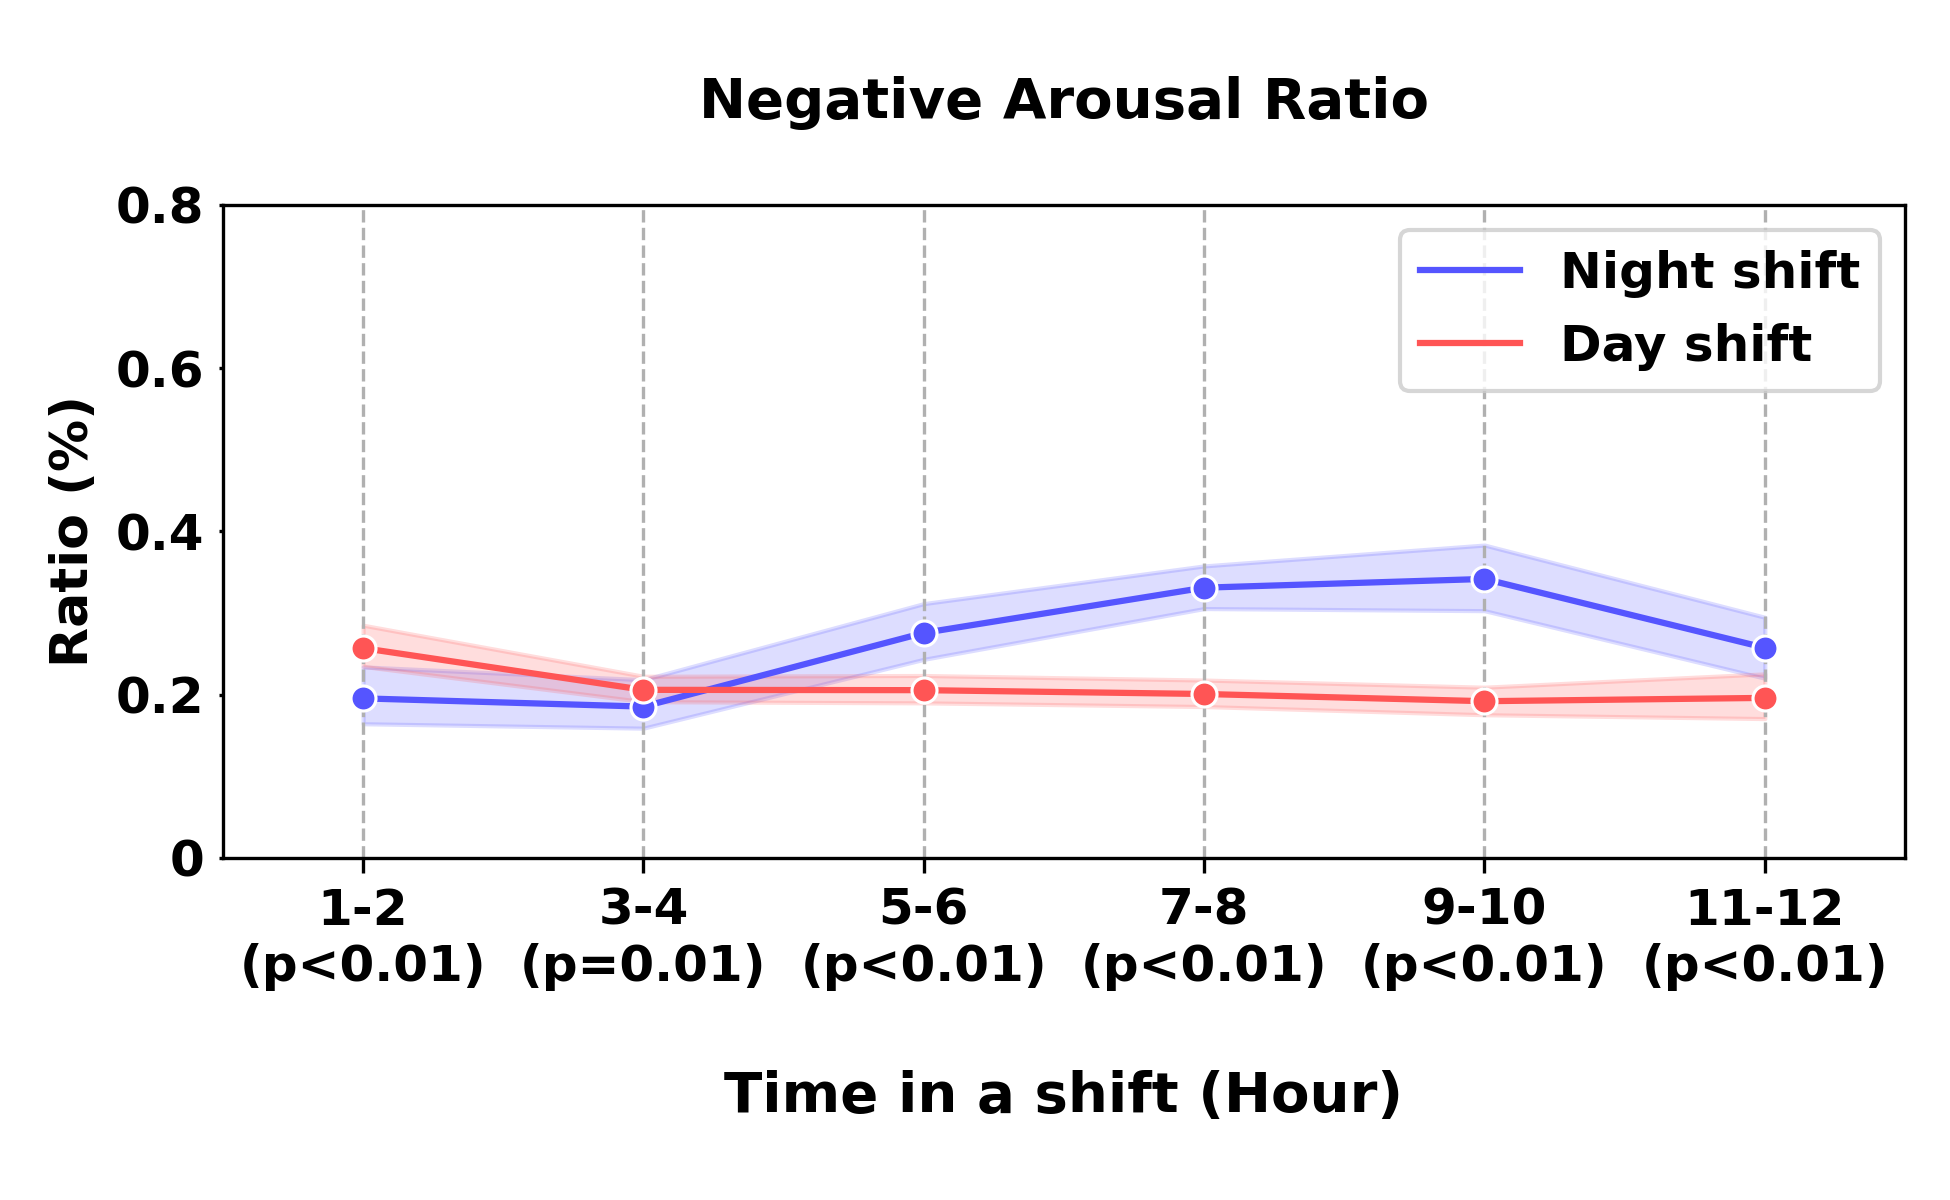 Negative Arousal Ratio
0.8
0.6
0.4
0.2
0
Ratio (%)
Night shift
Day shift
1-2 3-4 5-6 7-8 9-10 11-12
(p<0.01) (p=0.01) (p<0.01) (p<0.01) (p<0.01) (p<0.01)
Time in a shift (Hour)